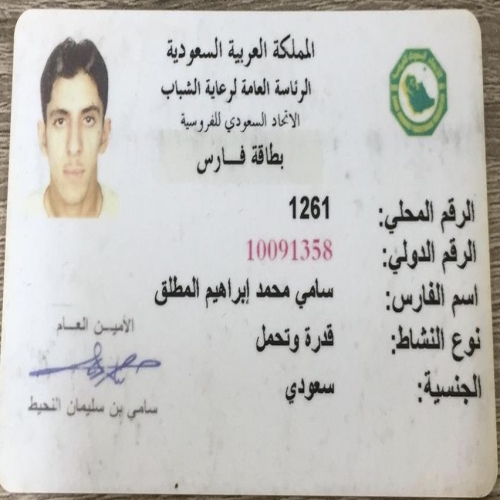 المملكة العربية السعودية
الرئاسة العامة لرعاية الشباب
الاتحاد السعودي للفروسية
بطاقة فارس
الرقم المحلي: 1261
الرقم الدولي: 10091358
اسم الفارس: سامي محمد إبراهيم المطلق
نوع النشاط: قدرة وتحمل
الجنسية: سعودي
الأمين العام
سامي بن سليمان النحيط